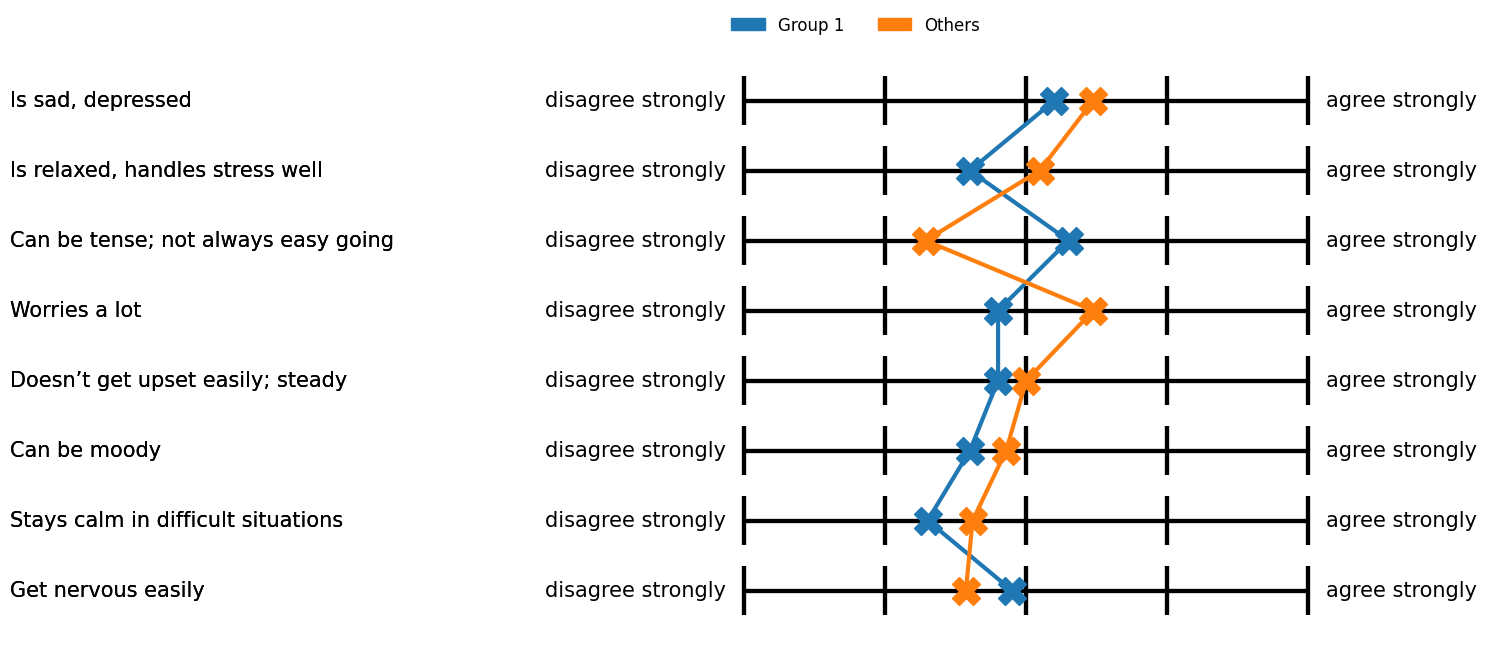 Group 1 Others
Is sad, depressed disagree strongly agree strongly
Is relaxed, handles stress well disagree strongly agree strongly
Can be tense; not always easy going disagree strongly agree strongly
Worries a lot disagree strongly agree strongly
Doesn’t get upset easily; steady disagree strongly agree strongly
Can be moody disagree strongly agree strongly
Stays calm in difficult situations disagree strongly agree strongly
Get nervous easily disagree strongly agree strongly